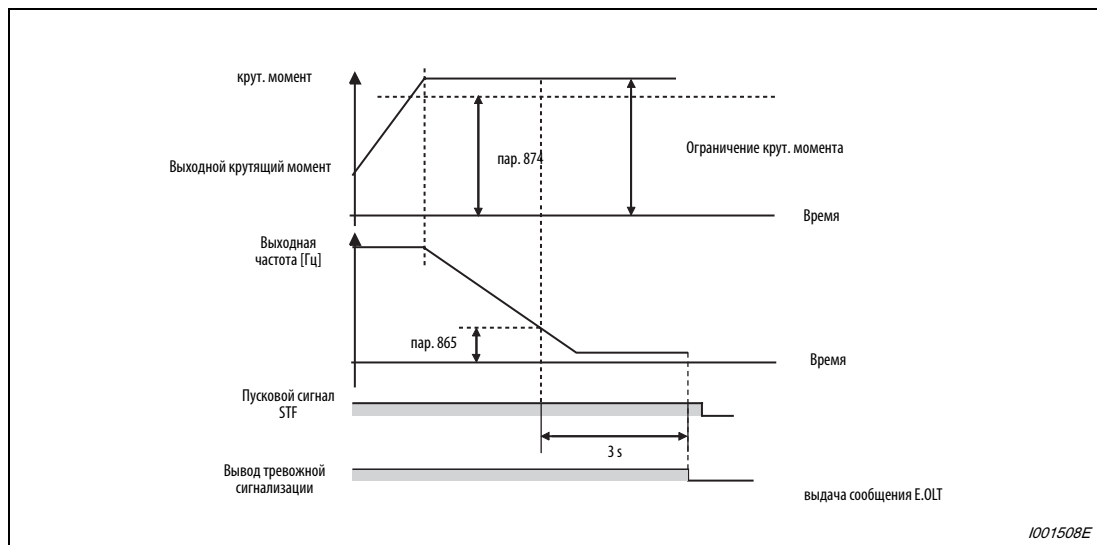 крут. момент
пар. 874
Ограничение крут. момента
Выходной крутящий момент
Время
Выходная
частота [Гц]
пар. 865
Время
Пусковой сигнал
STF
3 s
Вывод тревожной
сигнализации
выдача сообщения E.OLT
I001508E